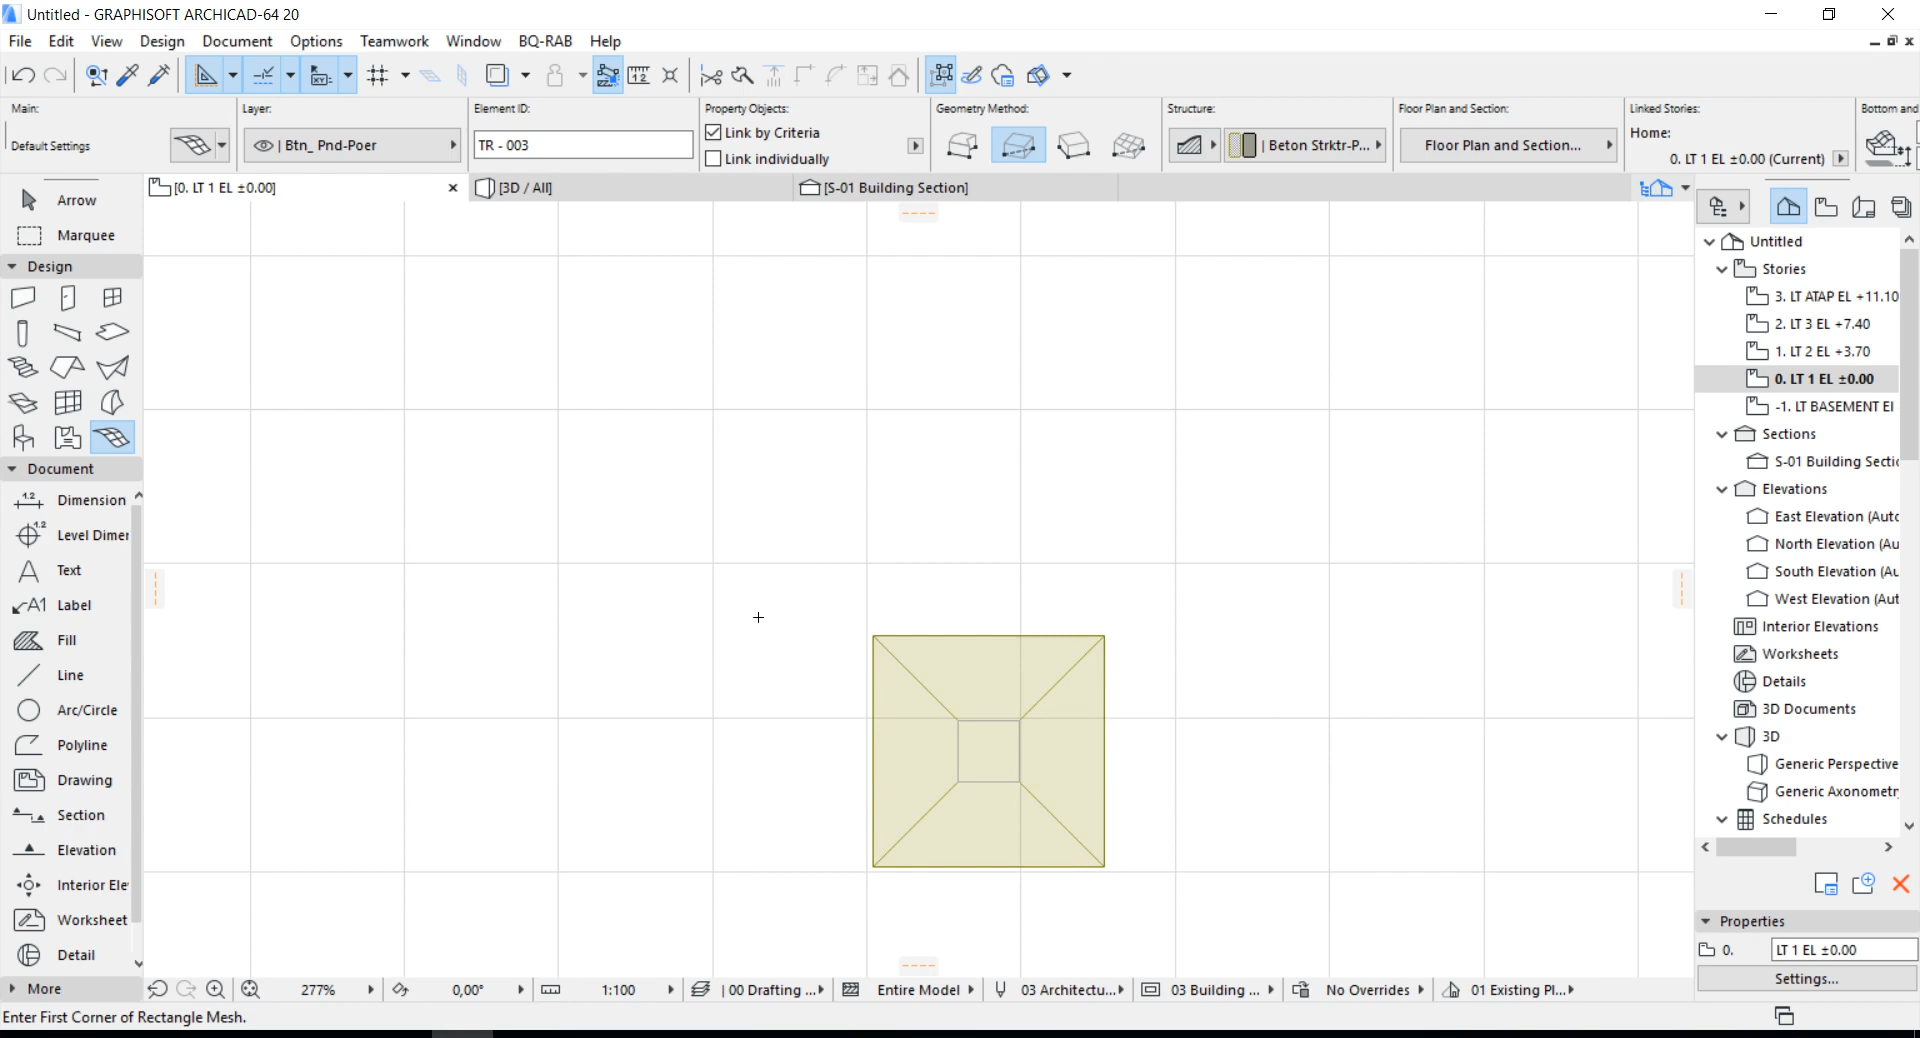 Untitled - GRAPHISOFT ARCHICAD-64 20
File Edit View Design Document Options Teamwork Window BQ-RAB Help
Main: Layer: Element ID: Property Objects: Geometry Method: Structure: Floor Plan and Section: Linked Stories: Bottom and
Default Settings
| Btn_ Pnd-Poer
TR - 003
Link by Criteria
Link individually
| Beton Strktr-P...
Floor Plan and Section...
Home:
0. LT 1 EL ±0.00 (Current)
[0. LT 1 EL ±0.00]
[3D / All]
[S-01 Building Section]
Arrow
Marquee
Design
Document
1.2 Dimension
1.2 Level Dimer
Text
A1 Label
Fill
Line
Arc/Circle
Polyline
Drawing
Section
Elevation
Interior Ele
Worksheet
Detail
More
Untitled
Stories
3. LT ATAP EL +11.10
2. LT 3 EL +7.40
1. LT 2 EL +3.70
0. LT 1 EL ±0.00
-1. LT BASEMENT El
Sections
S-01 Building Sectio
Elevations
East Elevation (Auto
North Elevation (Au
South Elevation (Au
West Elevation (Aut
Interior Elevations
Worksheets
Details
3D Documents
3D
Generic Perspective
Generic Axonometr
Schedules
Properties
0. LT 1 EL ±0.00
Settings...
277% 0,00° 1:100 | 00 Drafting ... Entire Model 03 Architectu... 03 Building ... No Overrides 01 Existing Pl...
Enter First Corner of Rectangle Mesh.